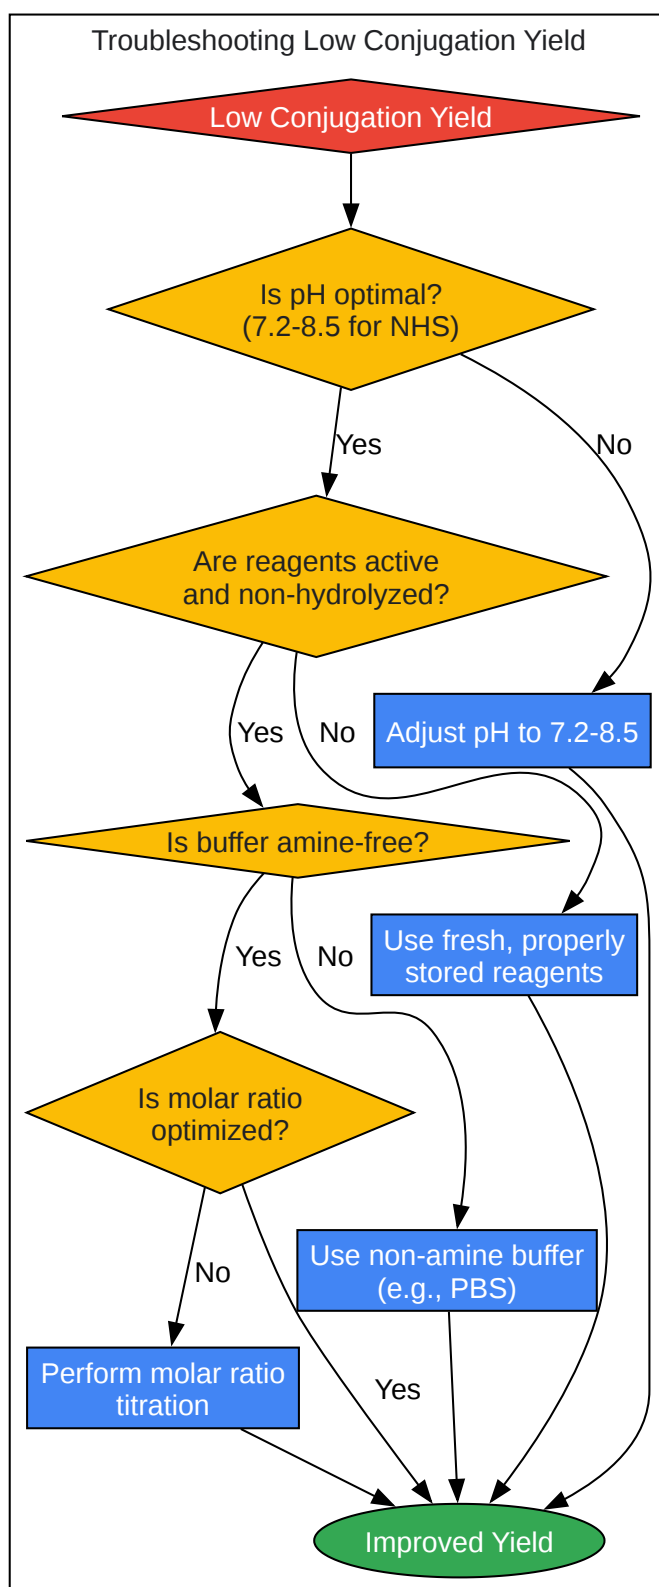 Troubleshooting Low Conjugation Yield
Low Conjugation Yield
Is pH optimal?
(7.2-8.5 for NHS)
Yes
No
Are reagents active
and non-hydrolyzed?
Yes
No
Adjust pH to 7.2-8.5
Is buffer amine-free?
Yes
No
Use fresh, properly
stored reagents
Is molar ratio
optimized?
No
Use non-amine buffer
(e.g., PBS)
Perform molar ratio
titration
Yes
Improved Yield